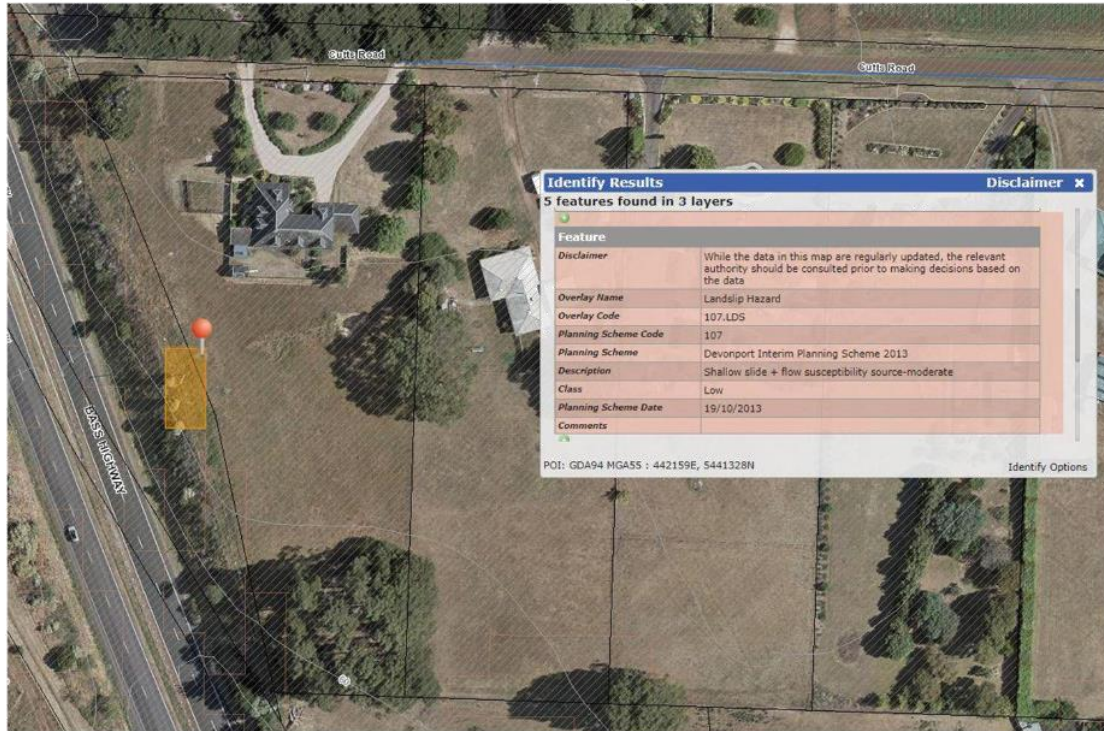 Cutts Road
Cutts Road
Identify Results
Disclaimer ×
5 features found in 3 layers
Feature
Disclaimer
While the data in this map are regularly updated, the relevant
authority should be consulted prior to making decisions based on
the data
Overlay Name
Landslip Hazard
Overlay Code
107.LDS
Planning Scheme Code
107
Planning Scheme
Devonport Interim Planning Scheme 2013
Description
Shallow slide + flow susceptibility source-moderate
Class
Low
Planning Scheme Date
19/10/2013
Comments
BASS HIGHWAY
POI: GDA94 MGA55 : 442159E, 5441328N
Identify Options